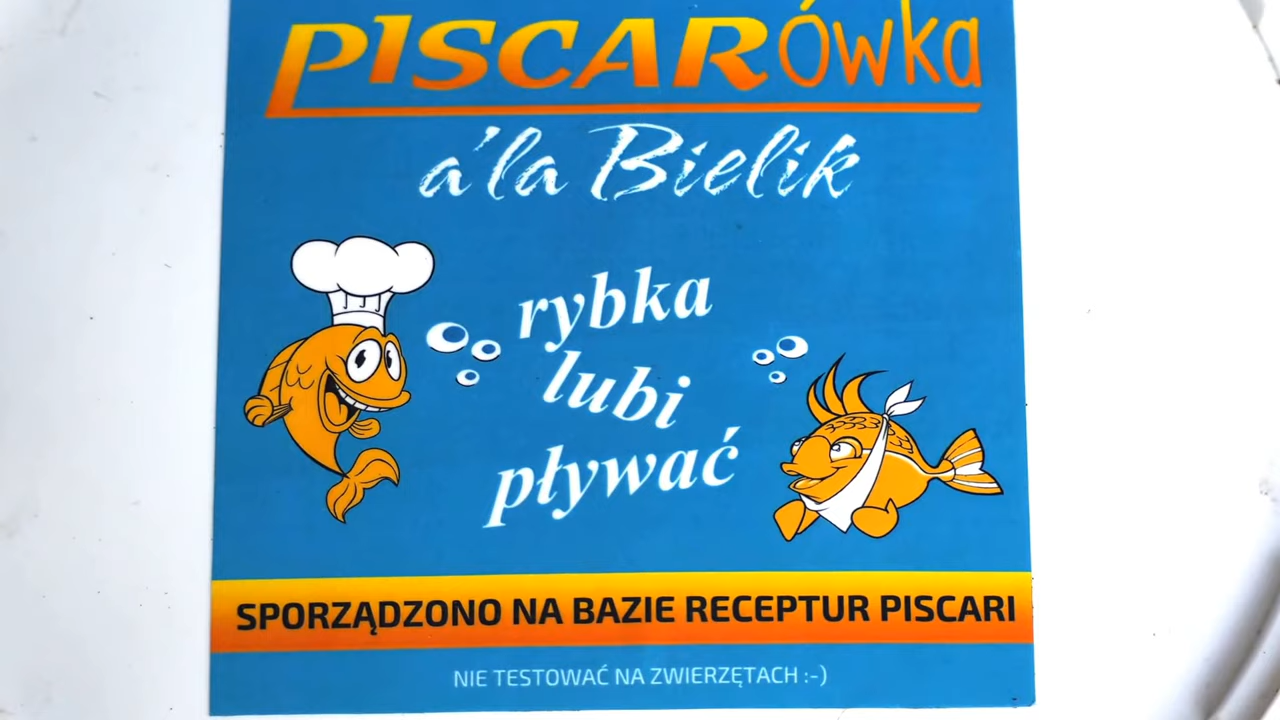 PISCARówka
a'la Bielik
rybka
lubi
pływać
SPORZĄDZONO NA BAZIE RECEPTUR PISCARI
NIE TESTOWAĆ NA ZWIERZĘTACH :-)